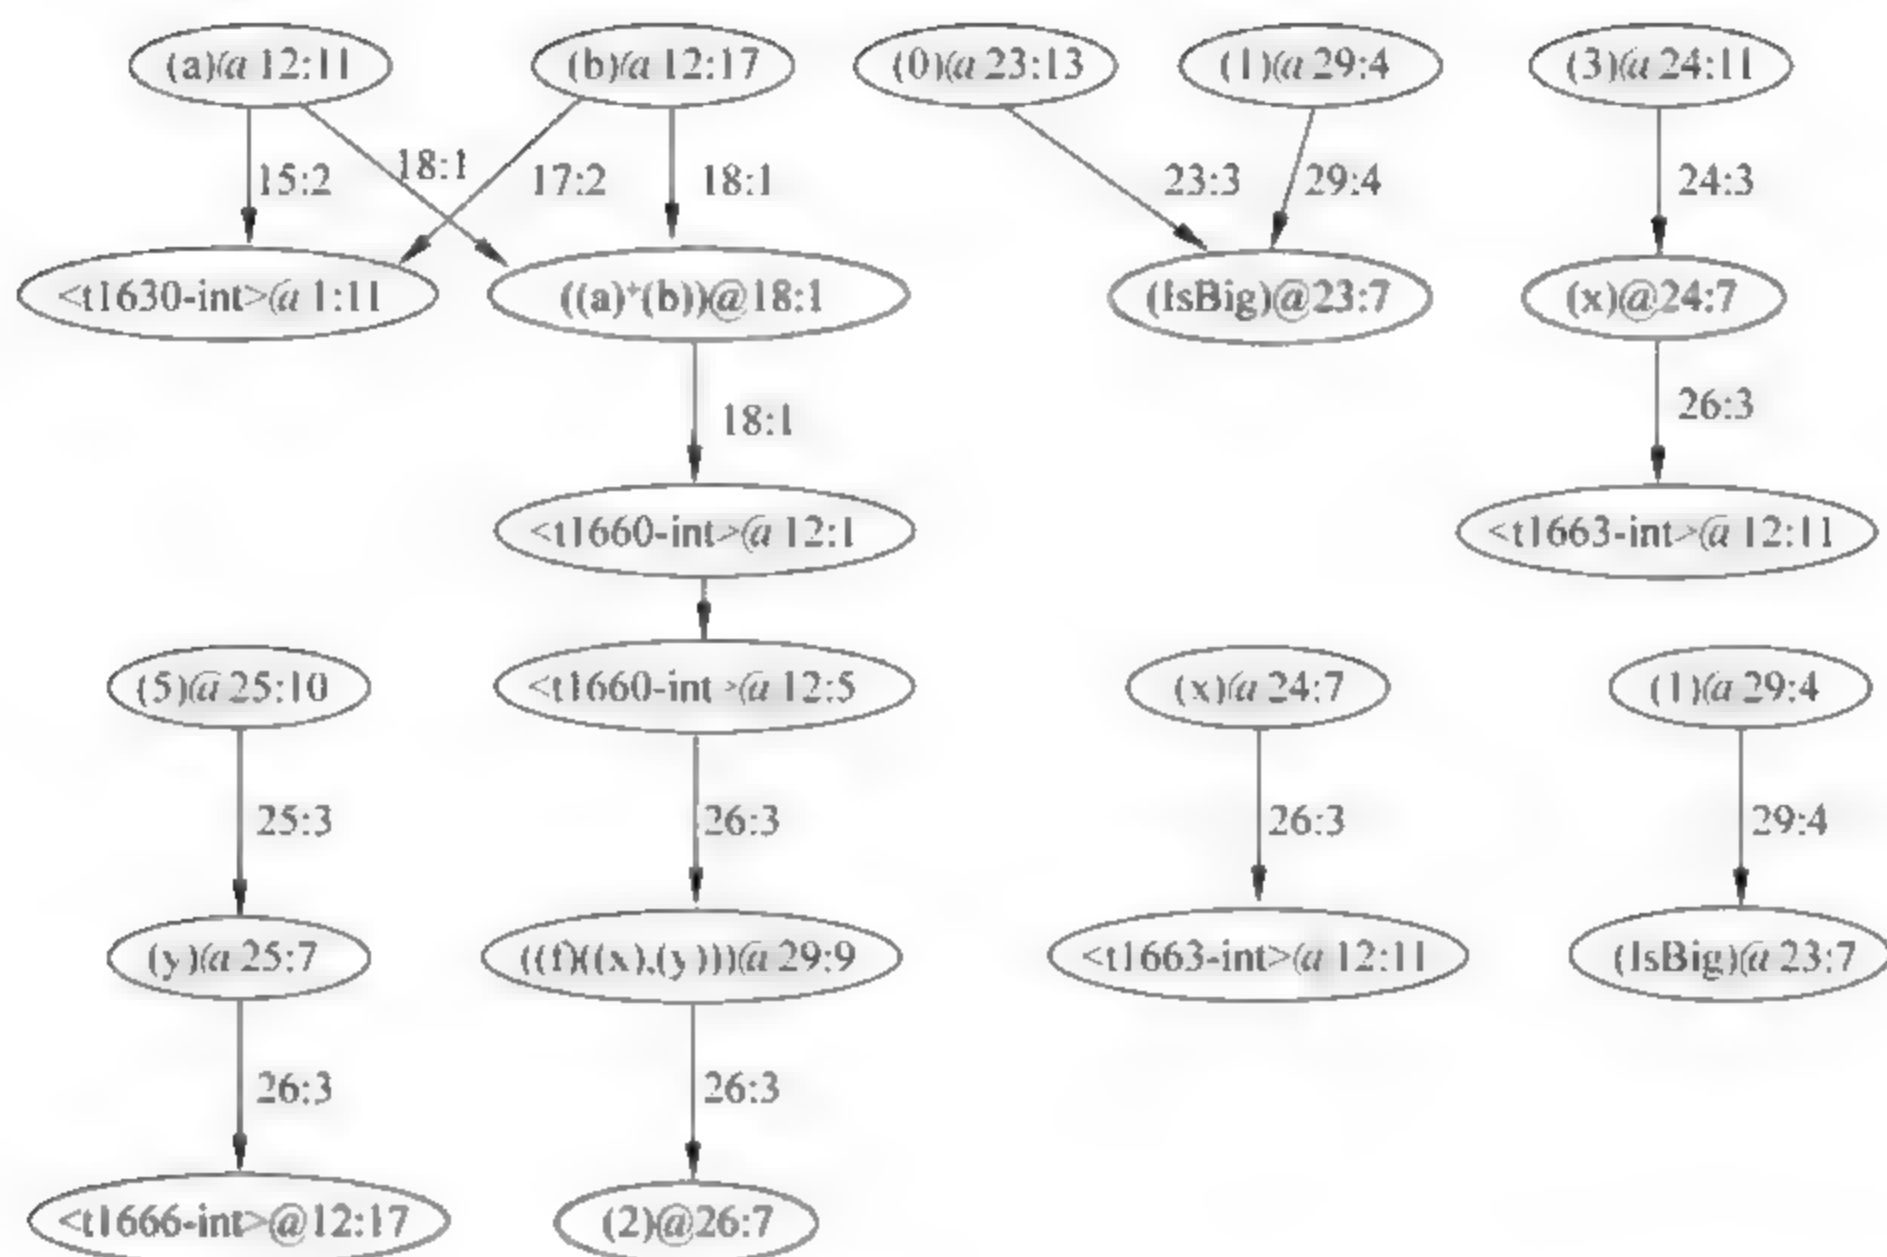 (a)@12:11 (b)@12:17 (0)@23:13 (1)@29:4 (3)@24:11
15:2 18:1 17:2 18:1 23:3 29:4 24:3
<t1630-int>@1:11 ((a)+(b))@18:1 (IsBig)@23:7 (x)@24:7
18:1 26:3
<t1660-int>@12:1 <t1663-int>@12:11
(5)@25:10 <t1660-int>@12:5 (x)@24:7 (1)@29:4
25:3 26:3 26:3 29:4
(y)@25:7 ((f)((x),(y)))@29:9 <t1663-int>@12:11 (IsBig)@23:7
26:3 26:3
<t1666-int>@12:17 (2)@26:7